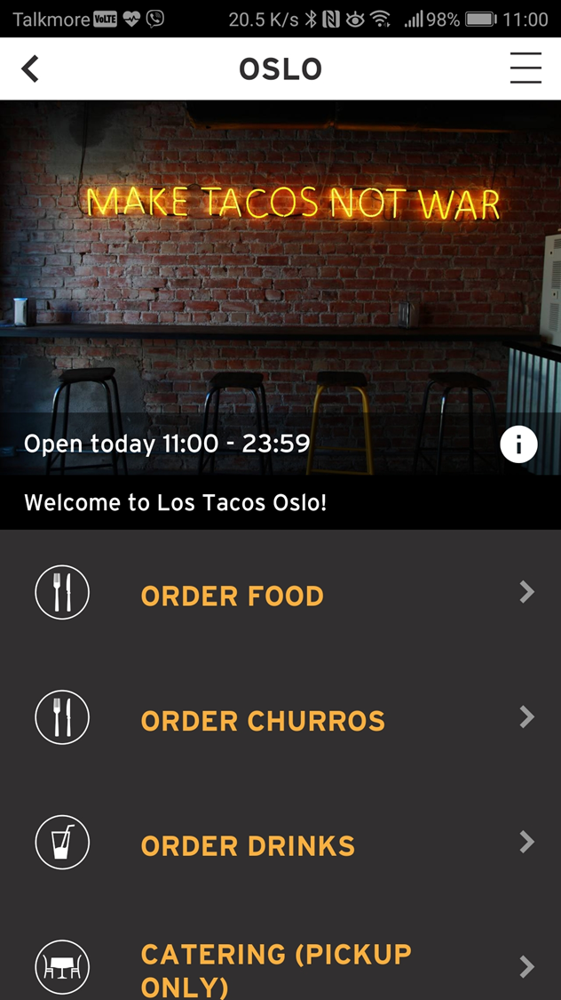 Talkmore VoLTE 20.5 K/s 98% 11:00
OSLO
MAKE TACOS NOT WAR
Open today 11:00 - 23:59
i
Welcome to Los Tacos Oslo!
ORDER FOOD
ORDER CHURROS
ORDER DRINKS
CATERING (PICKUP
ONLY)